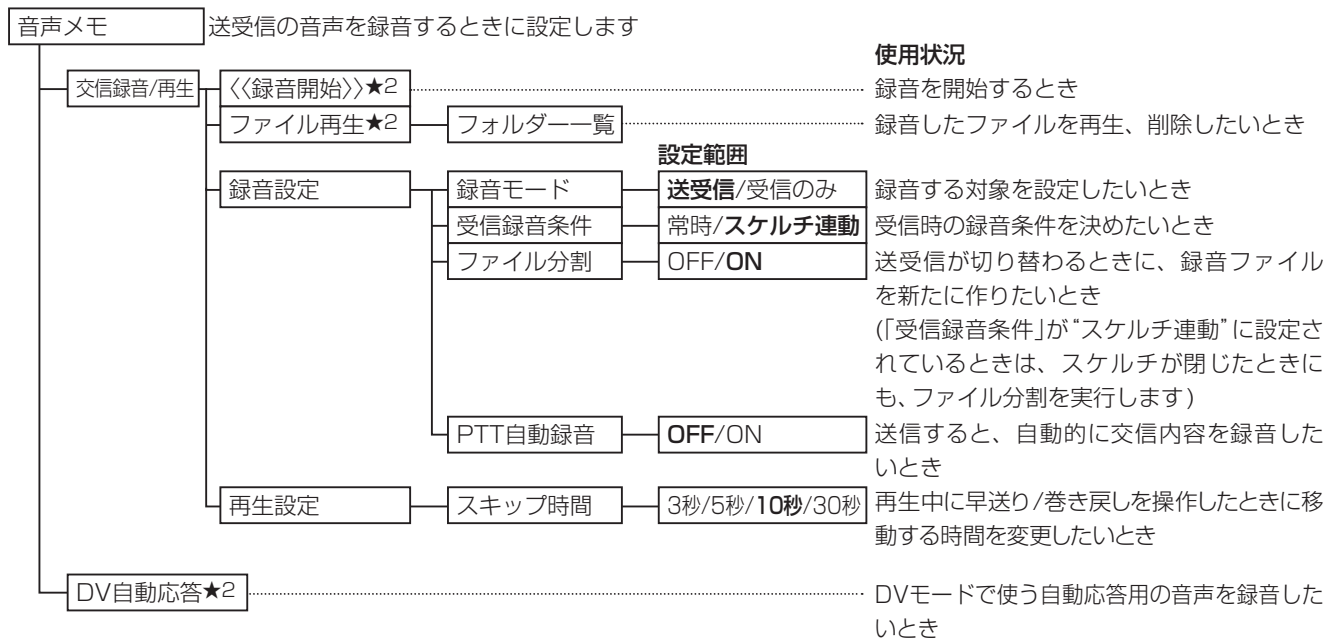 音声メモ 送受信の音声を録音するときに設定します
使用状況
交信録音/再生 〈〈録音開始〉〉★2 録音を開始するとき
ファイル再生★2 フォルダー一覧 録音したファイルを再生、削除したいとき
設定範囲
録音設定 録音モード 送受信/受信のみ 録音する対象を設定したいとき
受信録音条件 常時/スケルチ連動 受信時の録音条件を決めたいとき
ファイル分割 OFF/ON 送受信が切り替わるときに、録音ファイル
を新たに作りたいとき
(｢受信録音条件｣が“スケルチ連動”に設定さ
れているときは、スケルチが閉じたときに
も、ファイル分割を実行します)
PTT自動録音 OFF/ON 送信すると、自動的に交信内容を録音した
いとき
再生設定 スキップ時間 3秒/5秒/10秒/30秒 再生中に早送り/巻き戻しを操作したときに移
動する時間を変更したいとき
DV自動応答★2 DVモードで使う自動応答用の音声を録音した
いとき